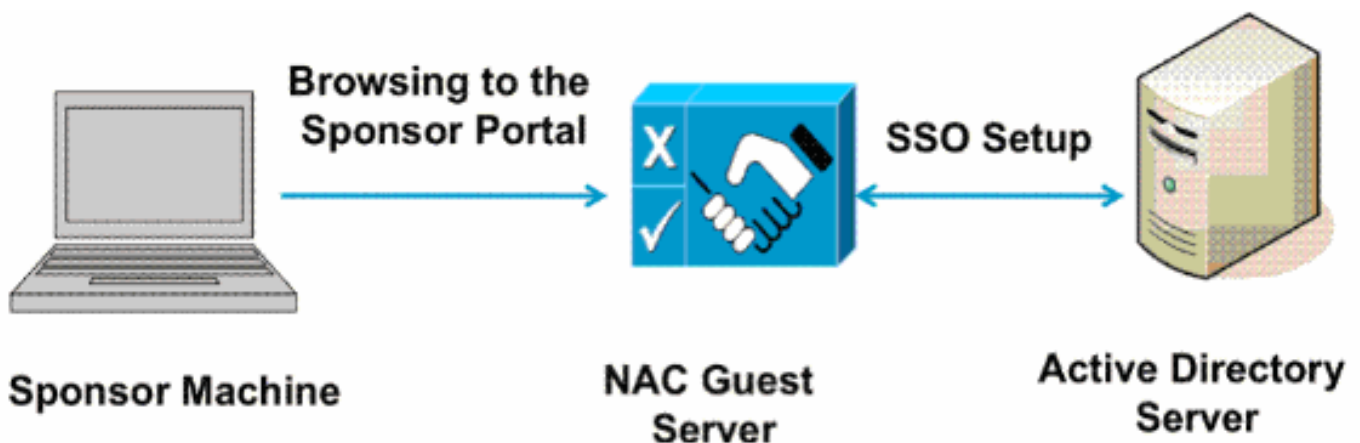 Browsing to the
Sponsor Portal
X
SSO Setup
Sponsor Machine
NAC Guest
Server
Active Directory
Server